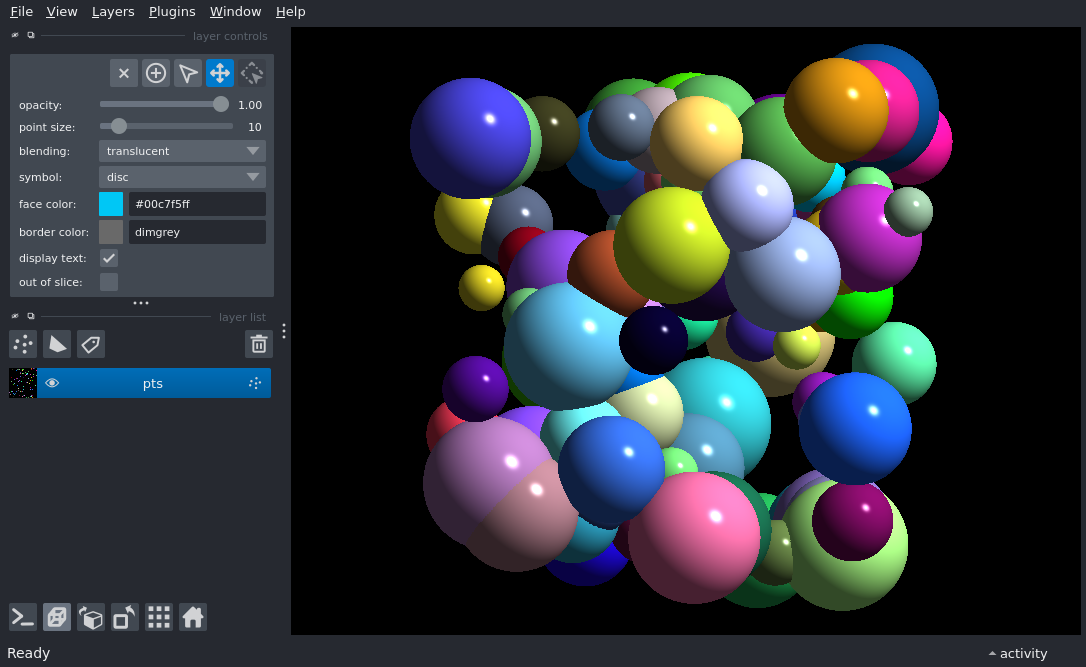 File View Layers Plugins Window Help
layer controls
opacity: 1.00
point size: 10
blending: translucent
symbol: disc
face color: #00c7f5ff
border color: dimgrey
display text:
out of slice:
layer list
pts
Ready activity